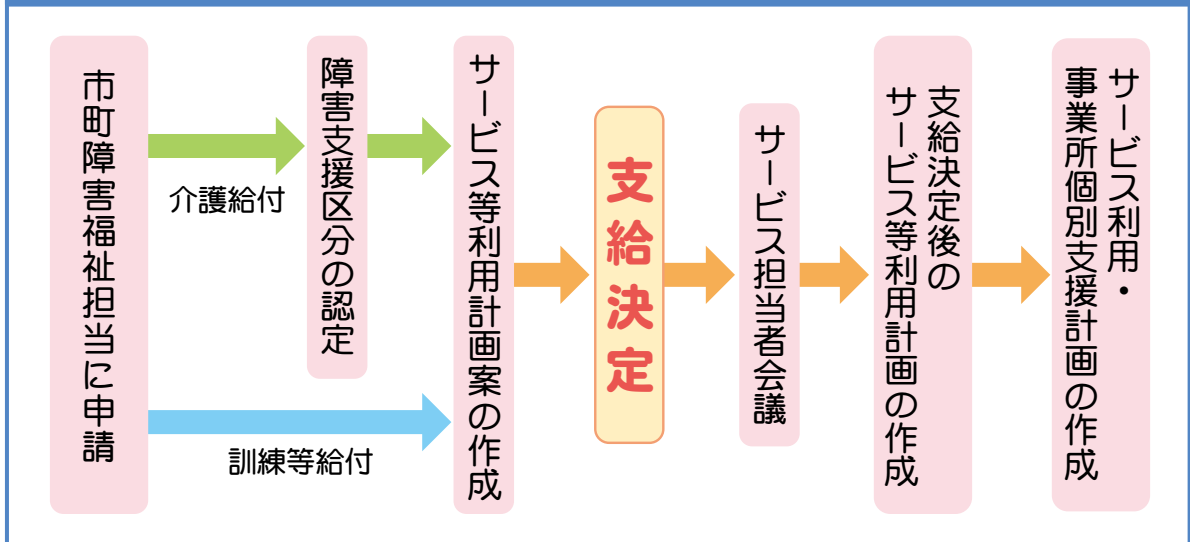 市町障害福祉担当に申請
介護給付
訓練等給付
障害支援区分の認定
サービス等利用計画案の作成
支給決定
サービス担当者会議
支給決定後の
サービス等利用計画の作成
サービス利用・
事業所個別支援計画の作成